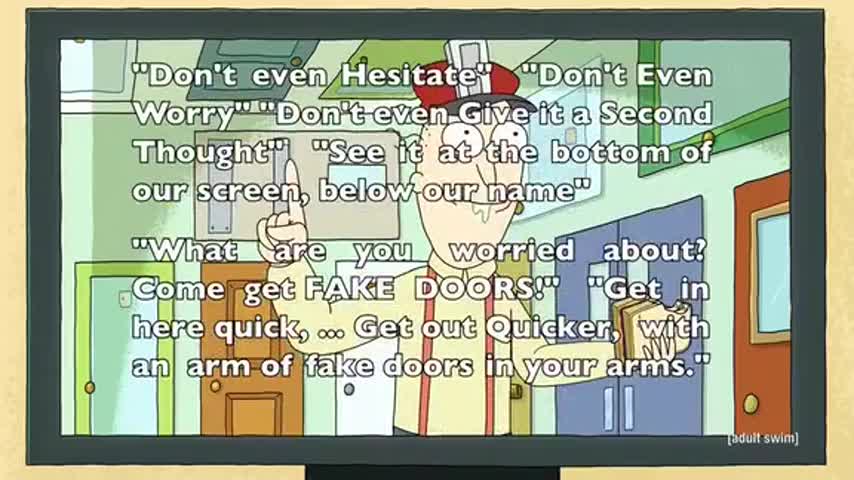 "Don't even Hesitate" "Don't Even
Worry" "Don't even Give it a Second
Thought" "See it at the bottom of
our screen, below our name"
"What are you worried about?
Come get FAKE DOORS!" "Get in
here quick, ... Get out Quicker, with
an arm of fake doors in your arms."
[adult swim]